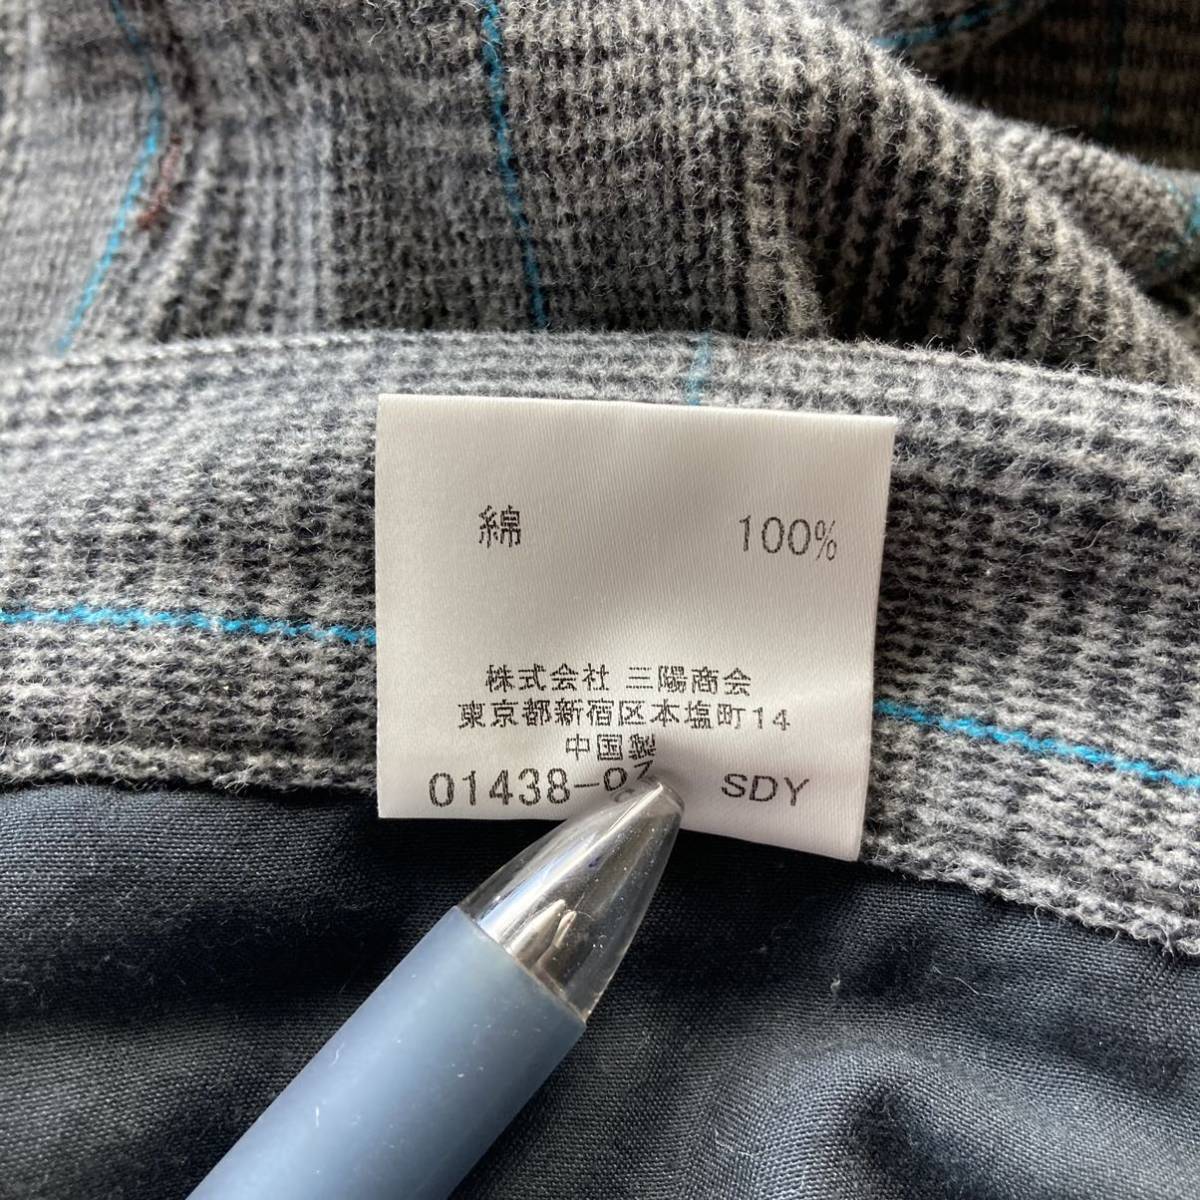 綿 100%
株式会社 三陽商会
東京都新宿区本塩町14
中国製
01438- SDY